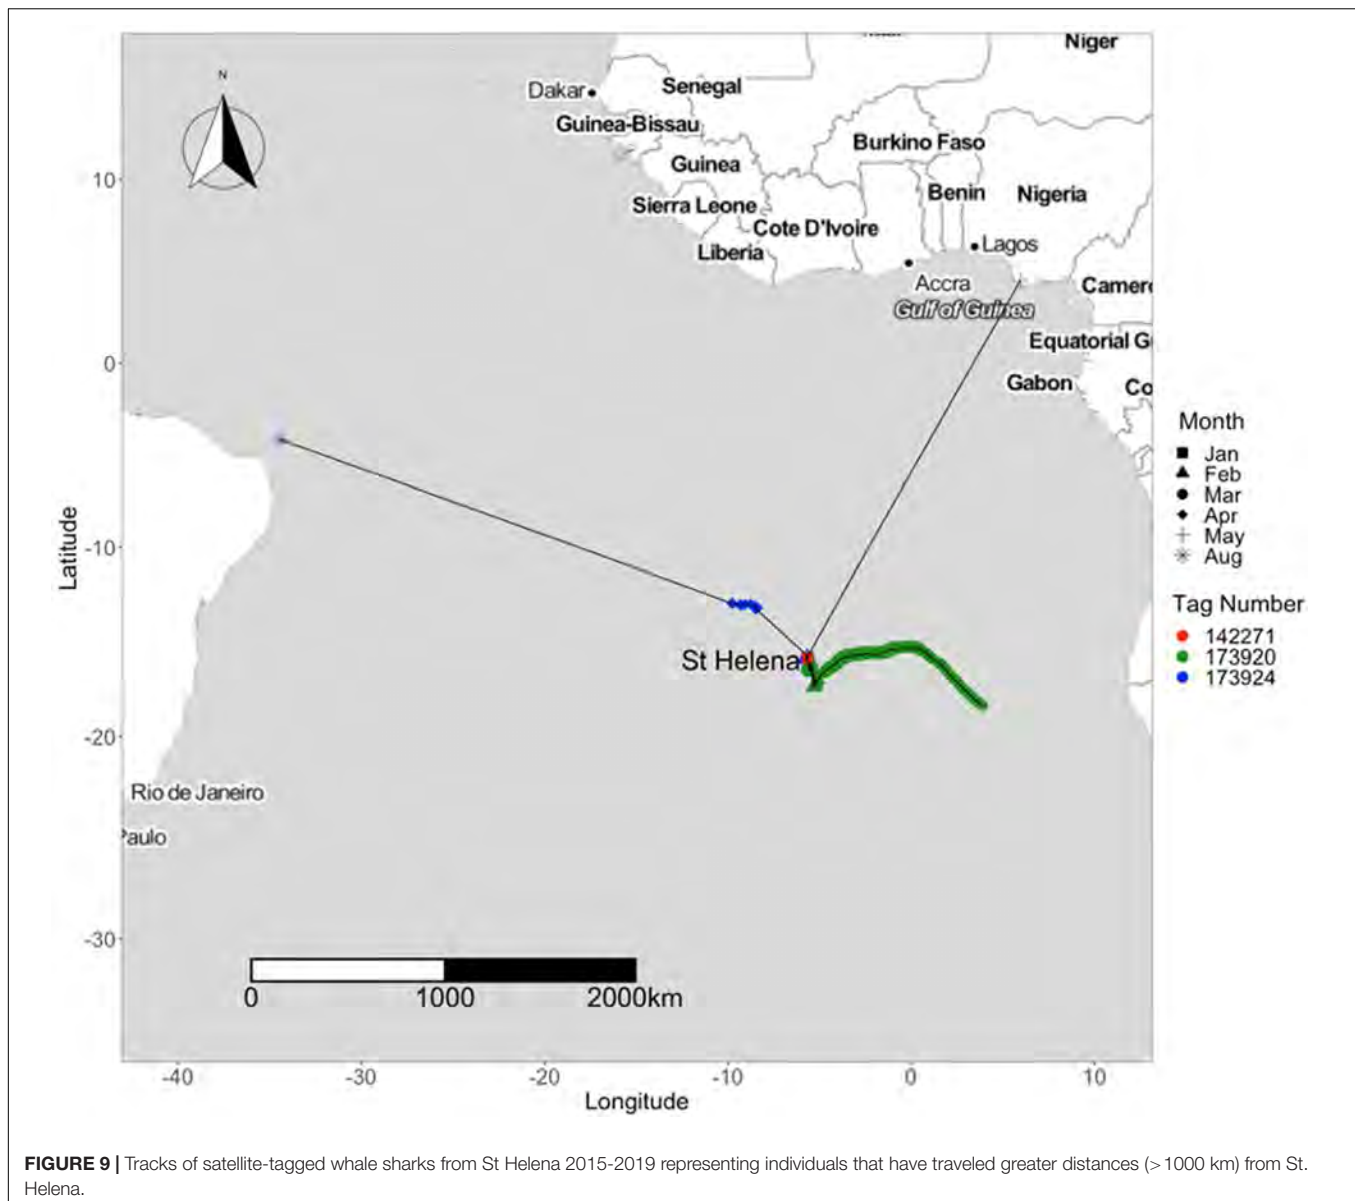 N
Niger
Senegal
Dakar
Guinea-Bissau
Burkino Faso
Guinea
10
Benin
Nigeria
Sierra Leone
Cote D'Ivoire
Lagos
Liberia
Accra
Camero
Gulf of Guinea
Equatorial G
0
Gabon
Co
Month
Jan
Feb
Mar
Apr
May
Aug
Latitude
-10
Tag Number
142271
173920
173924
St Helena
-20
Rio de Janeiro
Paulo
-30
0 1000 2000km
-40 -30 -20 -10 0 10
Longitude
FIGURE 9 | Tracks of satellite-tagged whale sharks from St Helena 2015-2019 representing individuals that have traveled greater distances (>1000 km) from St.
Helena.